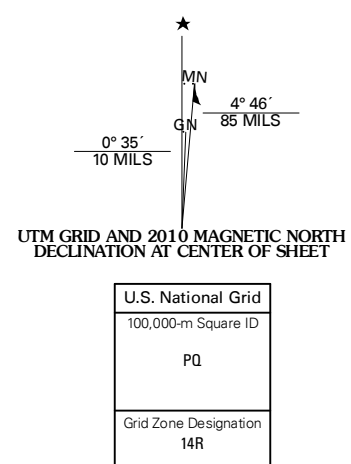 MN
4° 46´
85 MILS
GN
0° 35´
10 MILS
UTM GRID AND 2010 MAGNETIC NORTH
DECLINATION AT CENTER OF SHEET
U.S. National Grid
100,000-m Square ID
PQ
Grid Zone Designation
14R